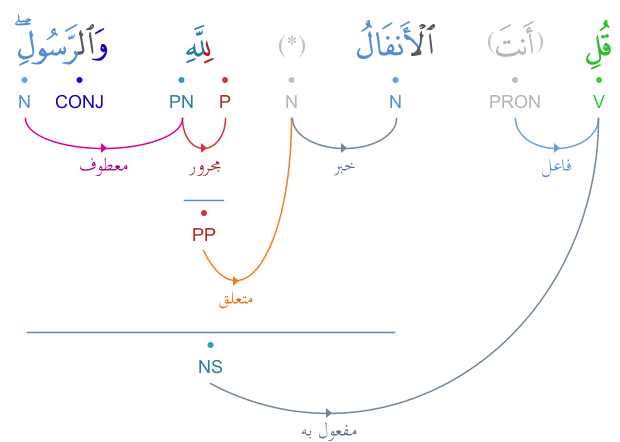 قُلِ (أَنتَ) ٱلْأَنفَالُ (*) لِلَّهِ وَٱلرَّسُولِ ۖ
V PRON N N P PN CONJ N
فاعل خبر مجرور معطوف
PP
متعلق
NS
مفعول به